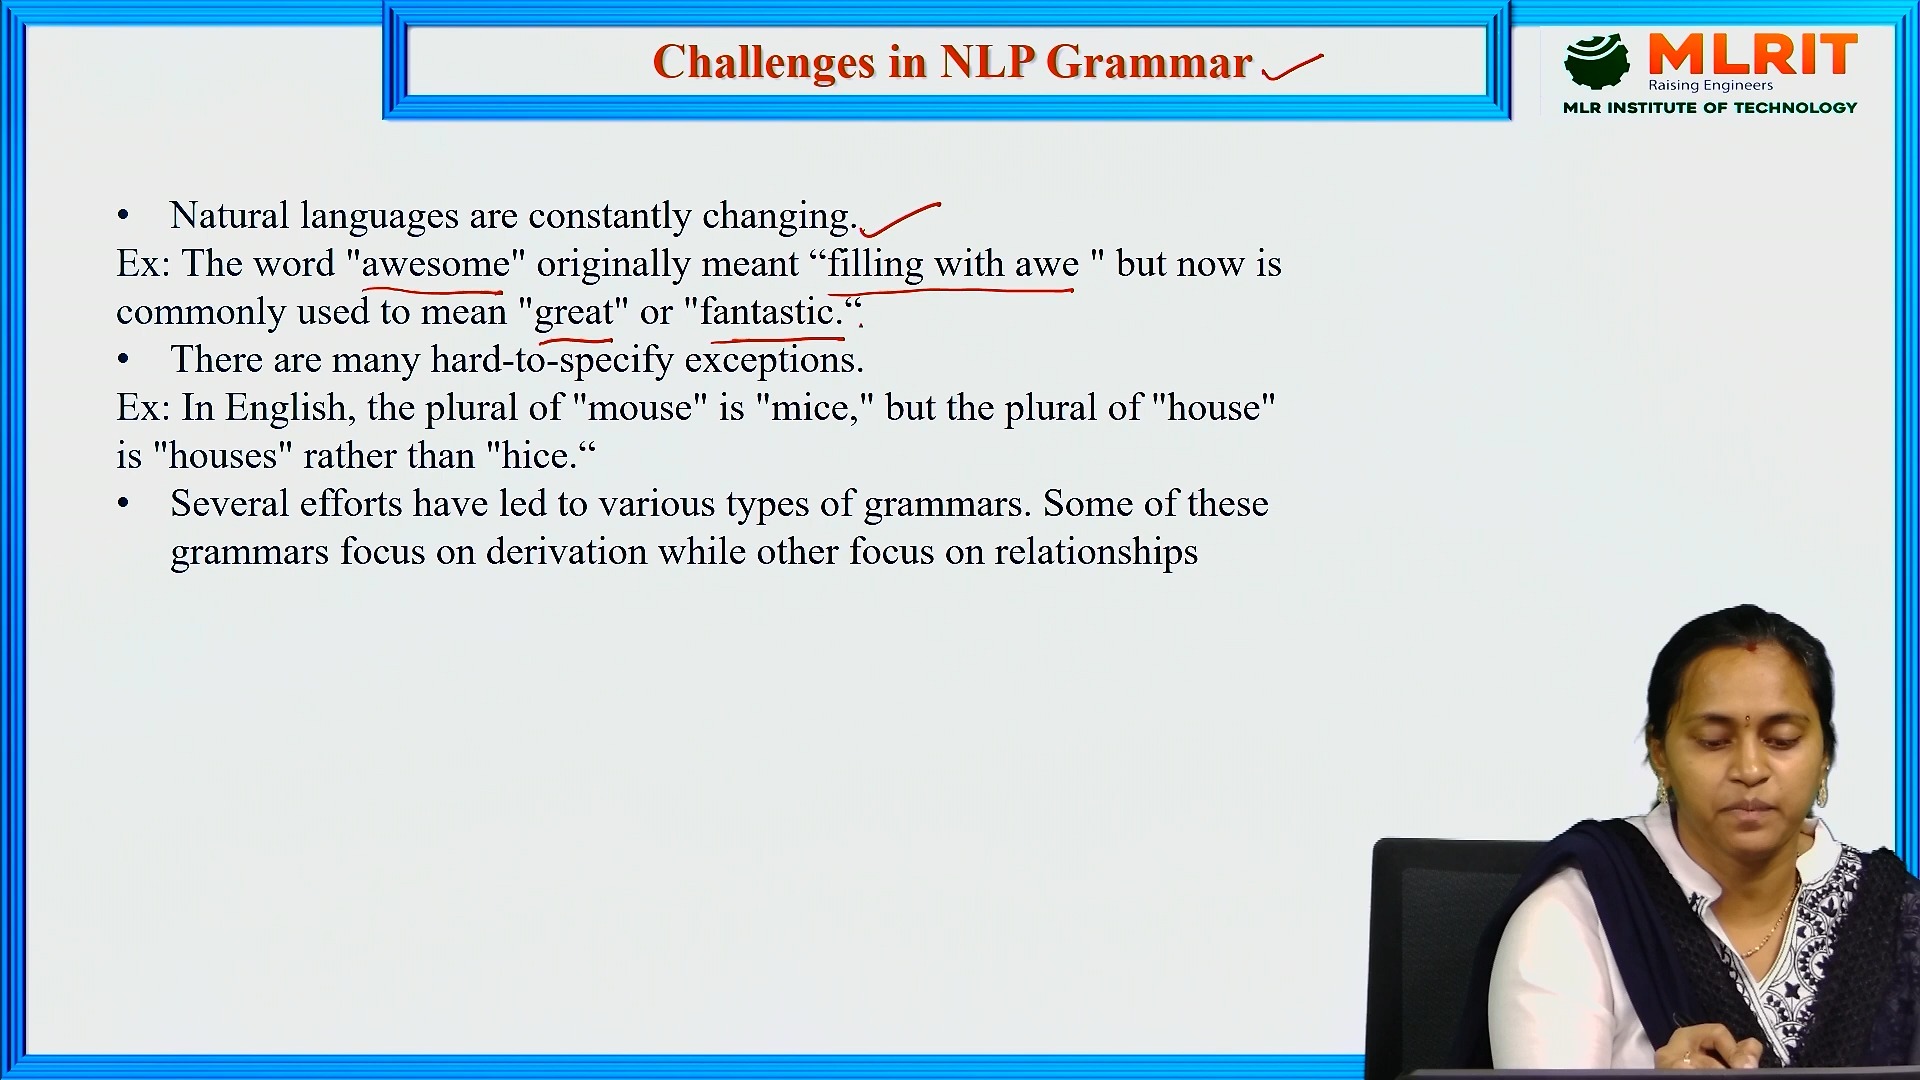 Challenges in NLP Grammar
MLRIT
Raising Engineers
MLR INSTITUTE OF TECHNOLOGY
• Natural languages are constantly changing.
Ex: The word "awesome" originally meant “filling with awe " but now is
commonly used to mean "great" or "fantastic.“
• There are many hard-to-specify exceptions.
Ex: In English, the plural of "mouse" is "mice," but the plural of "house"
is "houses" rather than "hice.“
• Several efforts have led to various types of grammars. Some of these
grammars focus on derivation while other focus on relationships